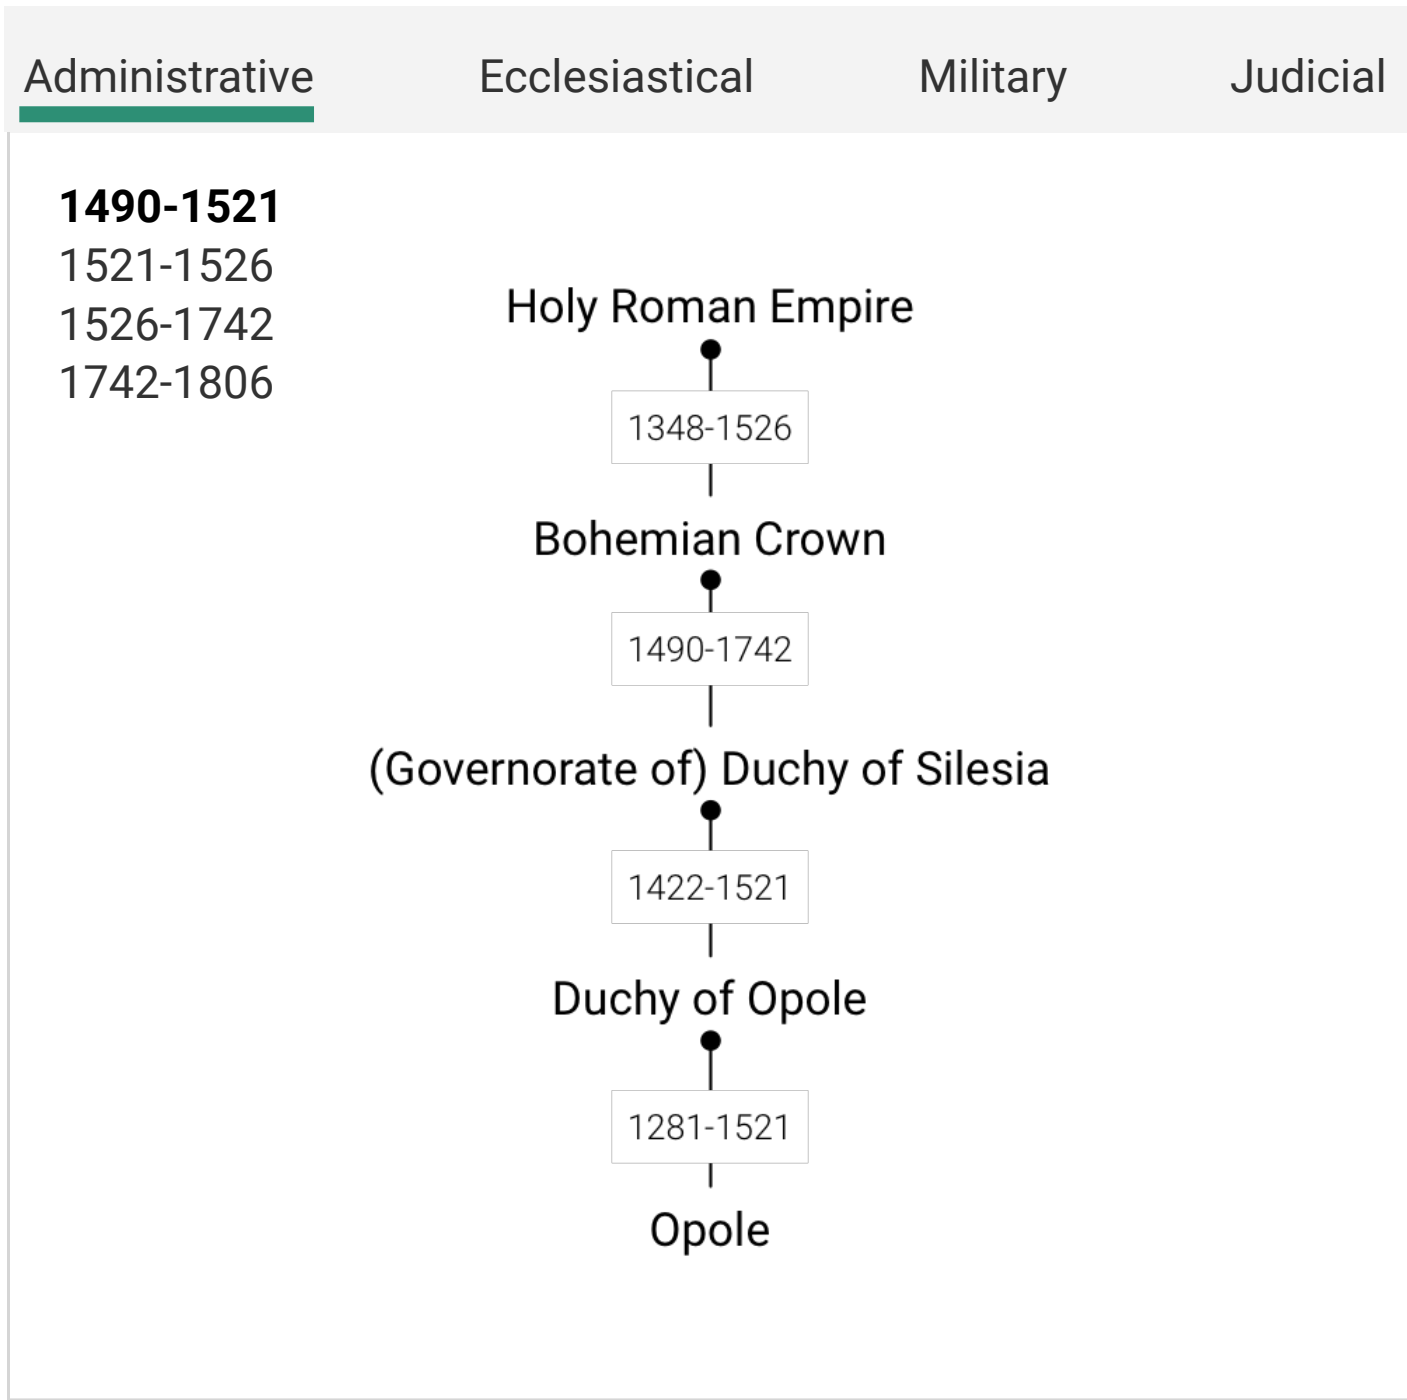 Administrative Ecclesiastical Military Judicial
1490-1521
1521-1526
1526-1742
1742-1806
Holy Roman Empire
1348-1526
Bohemian Crown
1490-1742
(Governorate of) Duchy of Silesia
1422-1521
Duchy of Opole
1281-1521
Opole